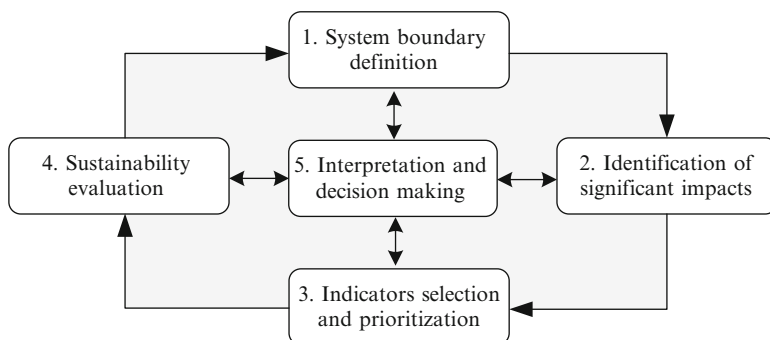 1. System boundary
definition
4. Sustainability
evaluation
5. Interpretation and
decision making
2. Identification of
significant impacts
3. Indicators selection
and prioritization